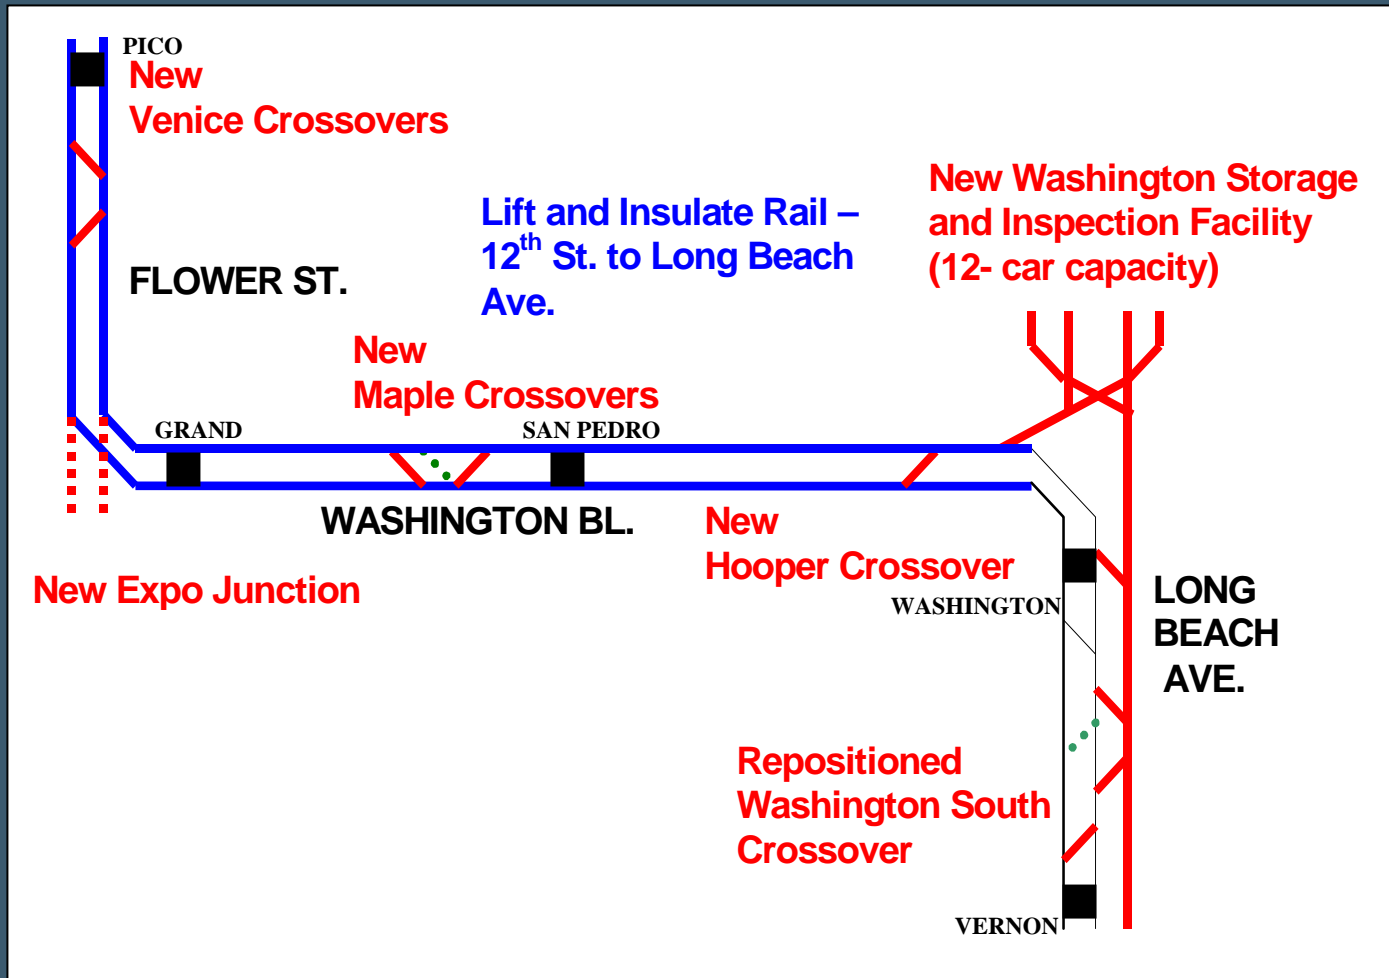 PICO
New
Venice Crossovers
FLOWER ST.
Lift and Insulate Rail –
12th St. to Long Beach
Ave.
New Washington Storage
and Inspection Facility
(12- car capacity)
New
Maple Crossovers
GRAND
SAN PEDRO
WASHINGTON BL.
New
Hooper Crossover
New Expo Junction
WASHINGTON
LONG
BEACH
AVE.
Repositioned
Washington South
Crossover
VERNON